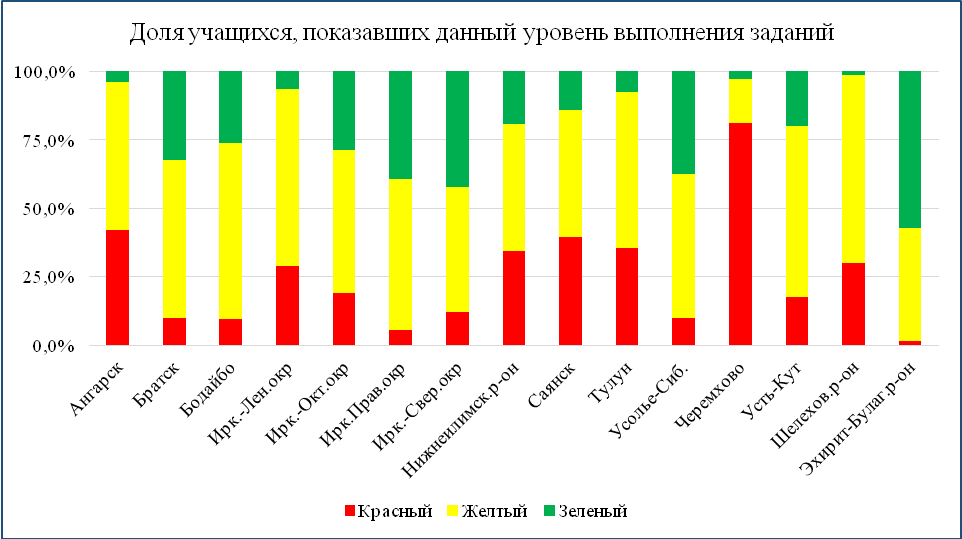 Доля учащихся, показавших данный уровень выполнения заданий
100,0%
75,0%
50,0%
25,0%
0,0%
Ангарск
Братск
Бодайбо
Ирк.-Лен.окр
Ирк.-Окт.окр
Ирк.Прав.окр
Ирк.-Свер.окр
Нижнеилимск.р-он
Саянск
Тулун
Усолье-Сиб.
Черемхово
Усть-Кут
Шелехов.р-он
Эхирит-Булаг.р-он
Красный Желтый Зеленый